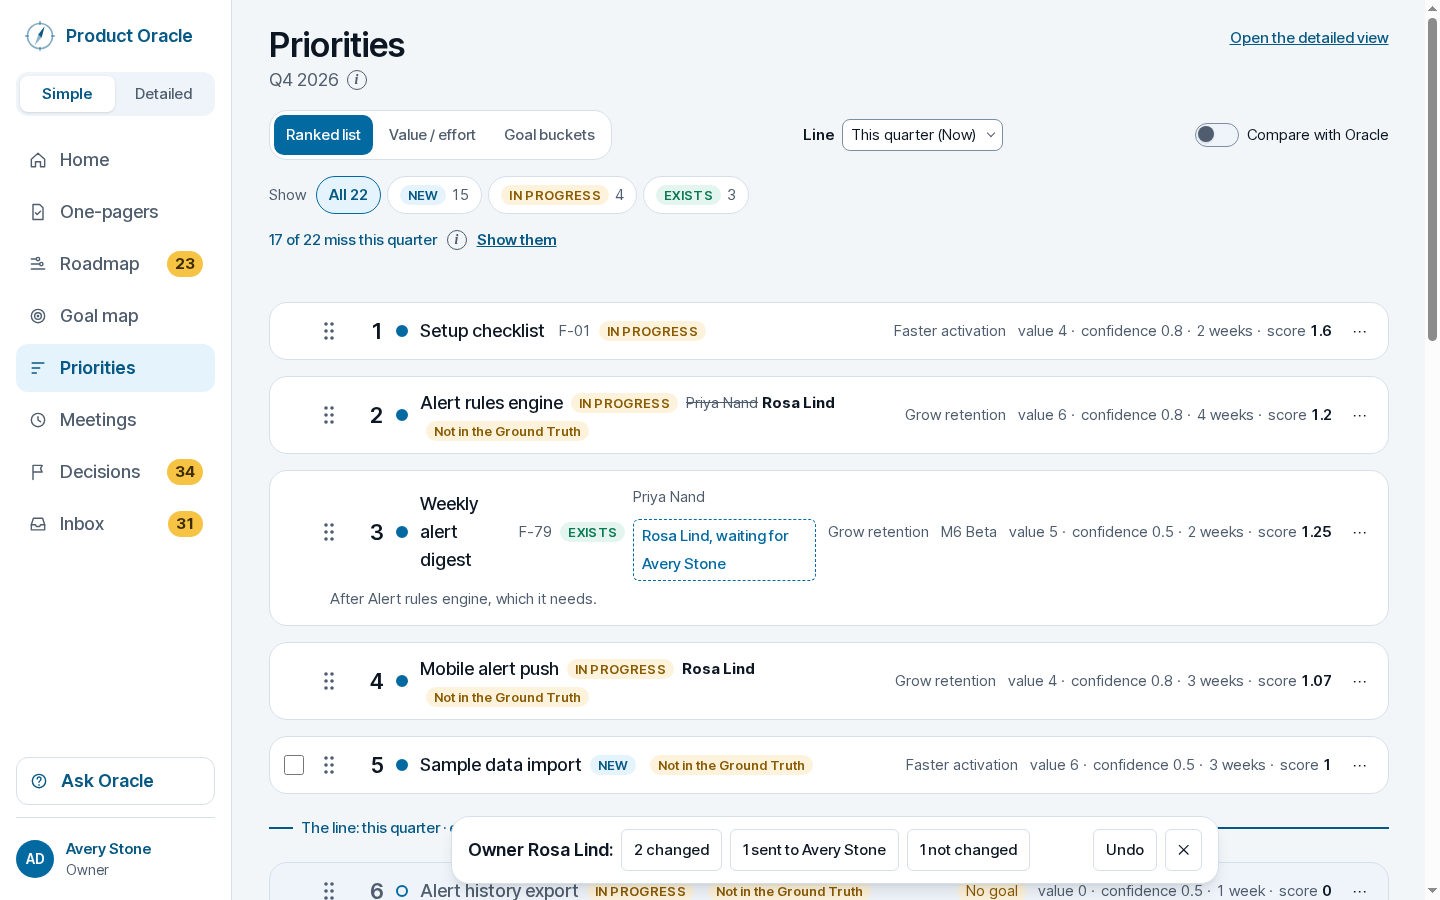 Product Oracle
Simple Detailed
Home
One-pagers
Roadmap 23
Goal map
Priorities
Meetings
Decisions 34
Inbox 31
Ask Oracle
AD Avery Stone
Owner
Priorities
Q4 2026 i
Open the detailed view
Ranked list Value / effort Goal buckets
Line This quarter (Now)
Compare with Oracle
Show All 22 NEW 15 IN PROGRESS 4 EXISTS 3
17 of 22 miss this quarter i Show them
1 Setup checklist F-01 IN PROGRESS Faster activation value 4 · confidence 0.8 · 2 weeks · score 1.6 ...
2 Alert rules engine IN PROGRESS Priya Nand Rosa Lind Grow retention value 6 · confidence 0.8 · 4 weeks · score 1.2 ...
Not in the Ground Truth
3 Weekly alert digest F-79 EXISTS Priya Nand
Rosa Lind, waiting for
Avery Stone
Grow retention M6 Beta value 5 · confidence 0.5 · 2 weeks · score 1.25 ...
After Alert rules engine, which it needs.
4 Mobile alert push IN PROGRESS Rosa Lind Grow retention value 4 · confidence 0.8 · 3 weeks · score 1.07 ...
Not in the Ground Truth
5 Sample data import NEW Not in the Ground Truth Faster activation value 6 · confidence 0.5 · 3 weeks · score 1 ...
The line: this quarter ·
Owner Rosa Lind: 2 changed 1 sent to Avery Stone 1 not changed Undo ×
6 Alert history export IN PROGRESS Not in the Ground Truth No goal value 0 · confidence 0.5 · 1 week · score 0 ...